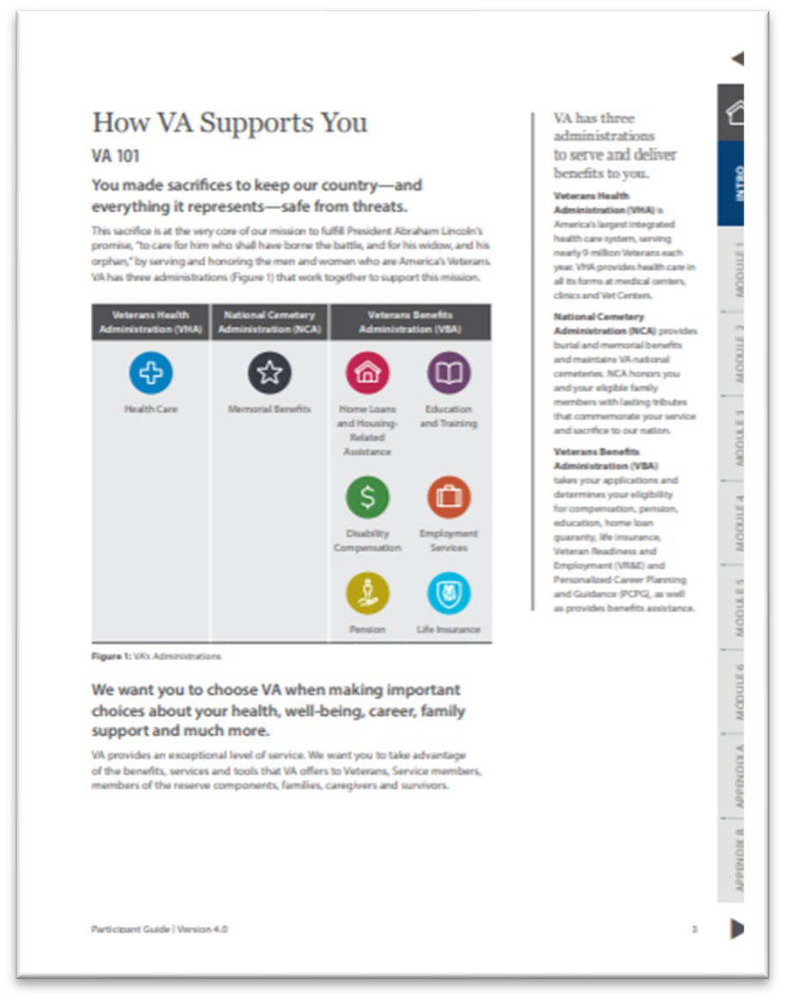 How VA Supports You
VA 101
You made sacrifices to keep our country—and
everything it represents—safe from threats.
This sacrifice is at the very core of our mission to fulfill President Abraham Lincoln's
promise, "to care for him who shall have borne the battle, and for his widow, and his
orphan," by serving and honoring the men and women who are America's Veterans.
VA has three administrations (Figure 1) that work together to support this mission.
Veterans Health
Administration (VHA)
National Cemetery
Administration (NCA)
Veterans Benefits
Administration (VBA)
Health Care
Memorial Benefits
Home Loans
and Housing-
Related
Assistance
Education
and Training
$
Disability
Compensation
Employment
Services
Pension
Life Insurance
Figure 1: VA's Administrations
We want you to choose VA when making important
choices about your health, well-being, career, family
support and much more.
VA provides an exceptional level of service. We want you to take advantage
of the benefits, services and tools that VA offers to Veterans, Service members,
members of the reserve components, families, caregivers and survivors.
VA has three
administrations
to serve and deliver
benefits to you.
Veterans Health
Administration (VHA) is
America's largest integrated
health care system, serving
nearly 9 million Veterans each
year. VHA provides health care in
all its forms at medical centers,
clinics and Vet Centers.
National Cemetery
Administration (NCA) provides
burial and memorial benefits
and maintains VA national
cemeteries. NCA honors you
and your eligible family
members with lasting tributes
that commemorate your service
and sacrifice to our nation.
Veterans Benefits
Administration (VBA)
takes your applications and
determines your eligibility
for compensation, pension,
education, home loan
guaranty, life insurance,
Veteran Readiness and
Employment (VR&E) and
Personalized Career Planning
and Guidance (PCPG), as well
as provides benefits assistance.
INTRO
MODULE 1
MODULE 2
MODULE 3
MODULE 4
MODULE 5
MODULE 6
APPENDIX A
APPENDIX B
Participant Guide | Version 4.0
3